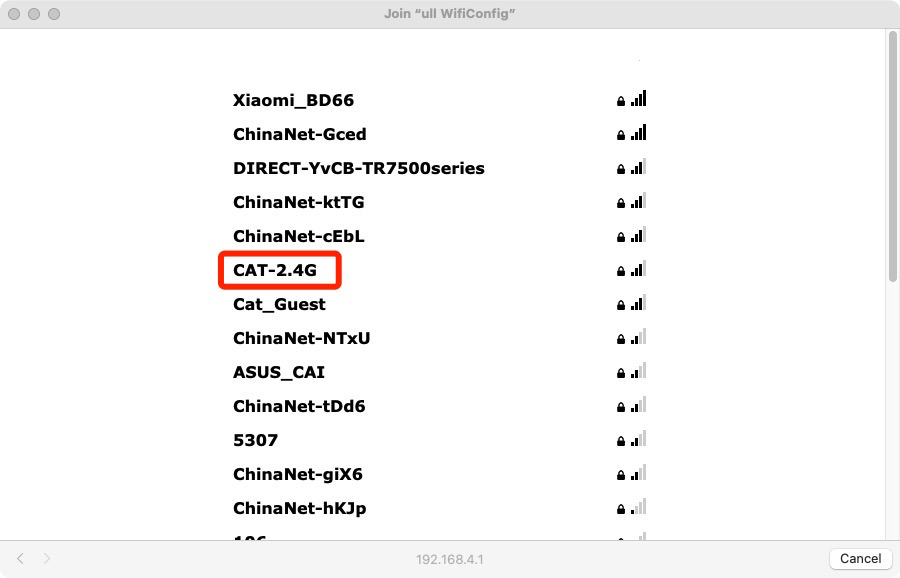 Join “ull WifiConfig”
Xiaomi_BD66
ChinaNet-Gced
DIRECT-YvCB-TR7500series
ChinaNet-ktTG
ChinaNet-cEbL
CAT-2.4G
Cat_Guest
ChinaNet-NTxU
ASUS_CAI
ChinaNet-tDd6
5307
ChinaNet-giX6
ChinaNet-hKJp
192.168.4.1
Cancel